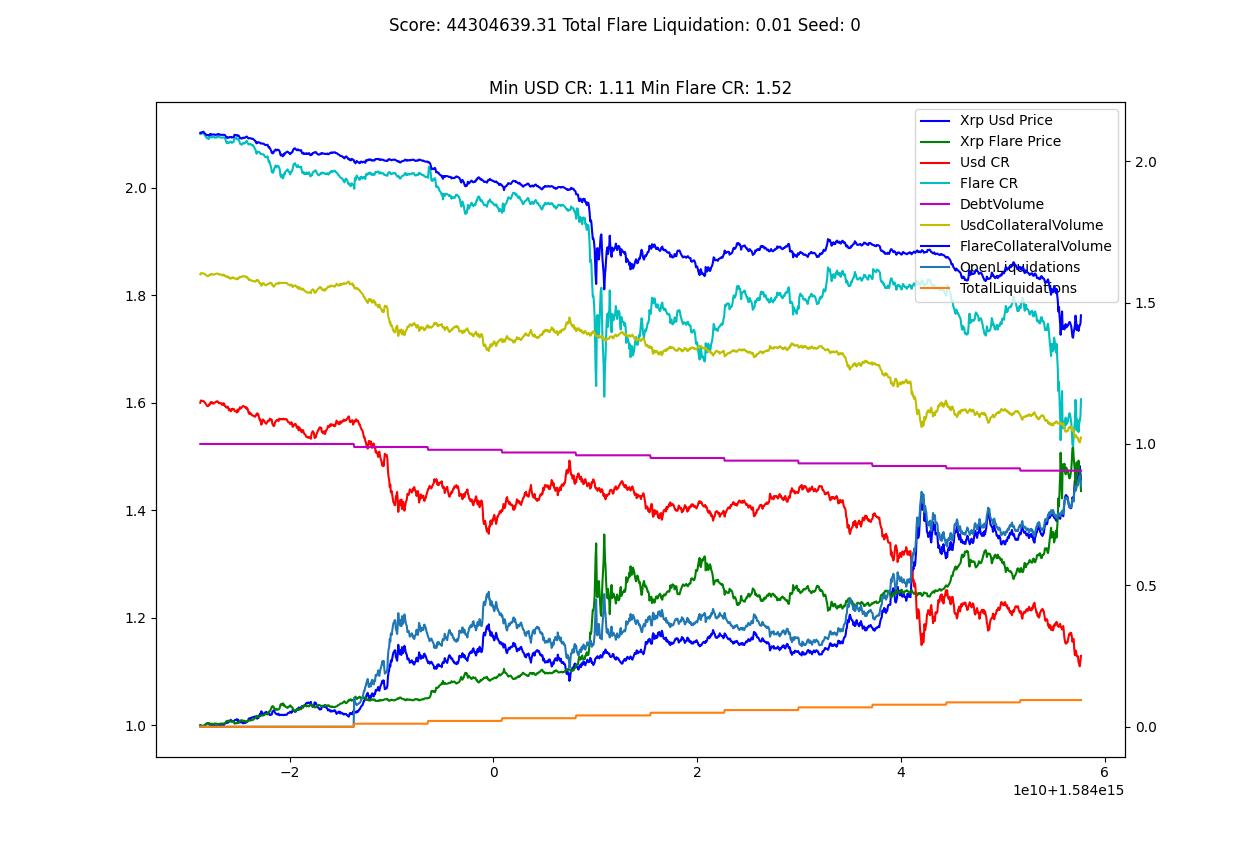 Score: 44304639.31 Total Flare Liquidation: 0.01 Seed: 0
Min USD CR: 1.11 Min Flare CR: 1.52
Xrp Usd Price
Xrp Flare Price
Usd CR
Flare CR
DebtVolume
UsdCollateralVolume
FlareCollateralVolume
OpenLiquidations
TotalLiquidations
2.0
1.8
1.6
1.4
1.2
1.0
2.0
1.5
1.0
0.5
0.0
−2
0
2
4
6
1e10+1.584e15